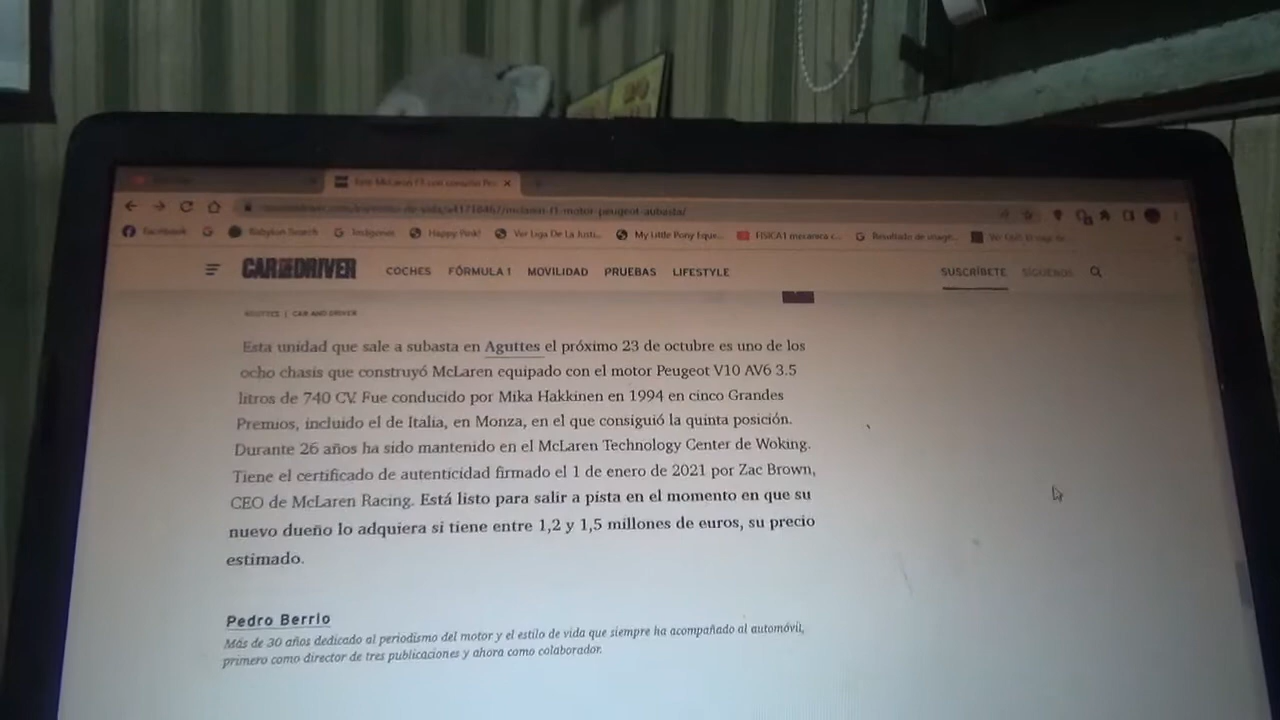 Este McLaren F1 con corazón Pe...
/mclaren-f1-motor-peugeot-subasta/
Facebook
Babylon Search
Imágenes
Happy Pink!
Ver Liga De La Justi...
My Little Pony Eque...
FISICA1 mecanica c...
Resultado de image...
CAR AND DRIVER
COCHES
FÓRMULA 1
MOVILIDAD
PRUEBAS
LIFESTYLE
SUSCRÍBETE
SÍGUENOS
AGUTTES | CAR AND DRIVER
Esta unidad que sale a subasta en Aguttes el próximo 23 de octubre es uno de los
ocho chasis que construyó McLaren equipado con el motor Peugeot V10 AV6 3.5
litros de 740 CV. Fue conducido por Mika Hakkinen en 1994 en cinco Grandes
Premios, incluido el de Italia, en Monza, en el que consiguió la quinta posición.
Durante 26 años ha sido mantenido en el McLaren Technology Center de Woking.
Tiene el certificado de autenticidad firmado el 1 de enero de 2021 por Zac Brown,
CEO de McLaren Racing. Está listo para salir a pista en el momento en que su
nuevo dueño lo adquiera si tiene entre 1,2 y 1,5 millones de euros, su precio
estimado.
Pedro Berrio
Más de 30 años dedicado al periodismo del motor y el estilo de vida que siempre ha acompañado al automóvil,
primero como director de tres publicaciones y ahora como colaborador.